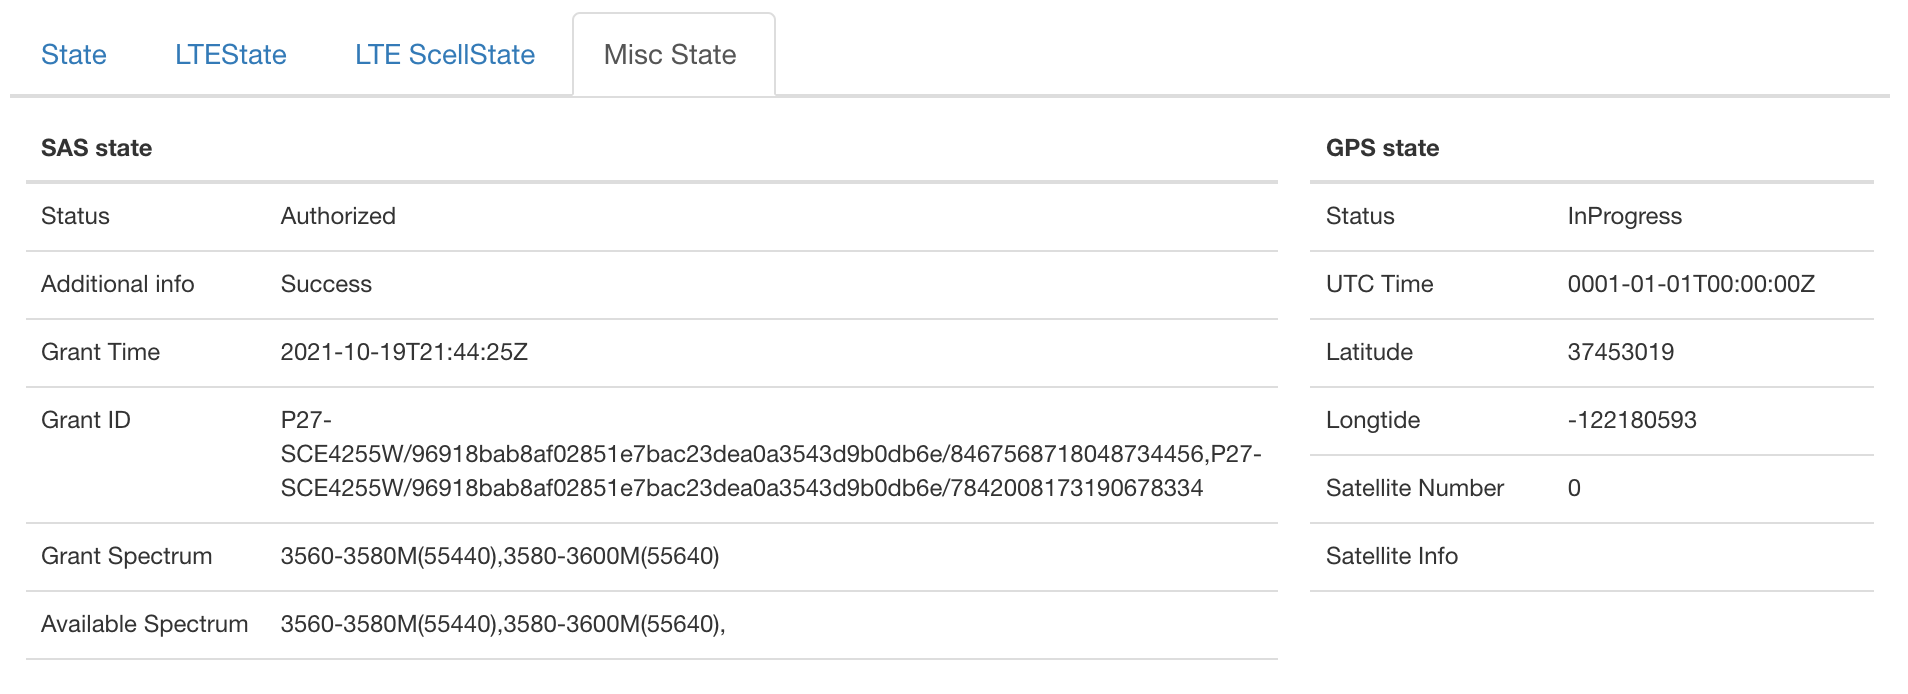 State LTEState LTE ScellState Misc State
SAS state
Status Authorized
Additional info Success
Grant Time 2021-10-19T21:44:25Z
Grant ID P27-
SCE4255W/96918bab8af02851e7bac23dea0a3543d9b0db6e/8467568718048734456,P27-
SCE4255W/96918bab8af02851e7bac23dea0a3543d9b0db6e/7842008173190678334
Grant Spectrum 3560-3580M(55440),3580-3600M(55640)
Available Spectrum 3560-3580M(55440),3580-3600M(55640),
GPS state
Status InProgress
UTC Time 0001-01-01T00:00:00Z
Latitude 37453019
Longtide -122180593
Satellite Number 0
Satellite Info